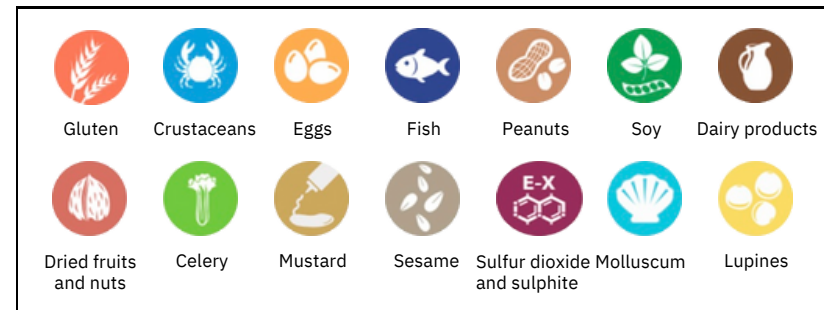 Gluten Crustaceans Eggs Fish Peanuts Soy Dairy products
E-X
Dried fruits Celery Mustard Sesame Sulfur dioxide Molluscum Lupines
and nuts and sulphite